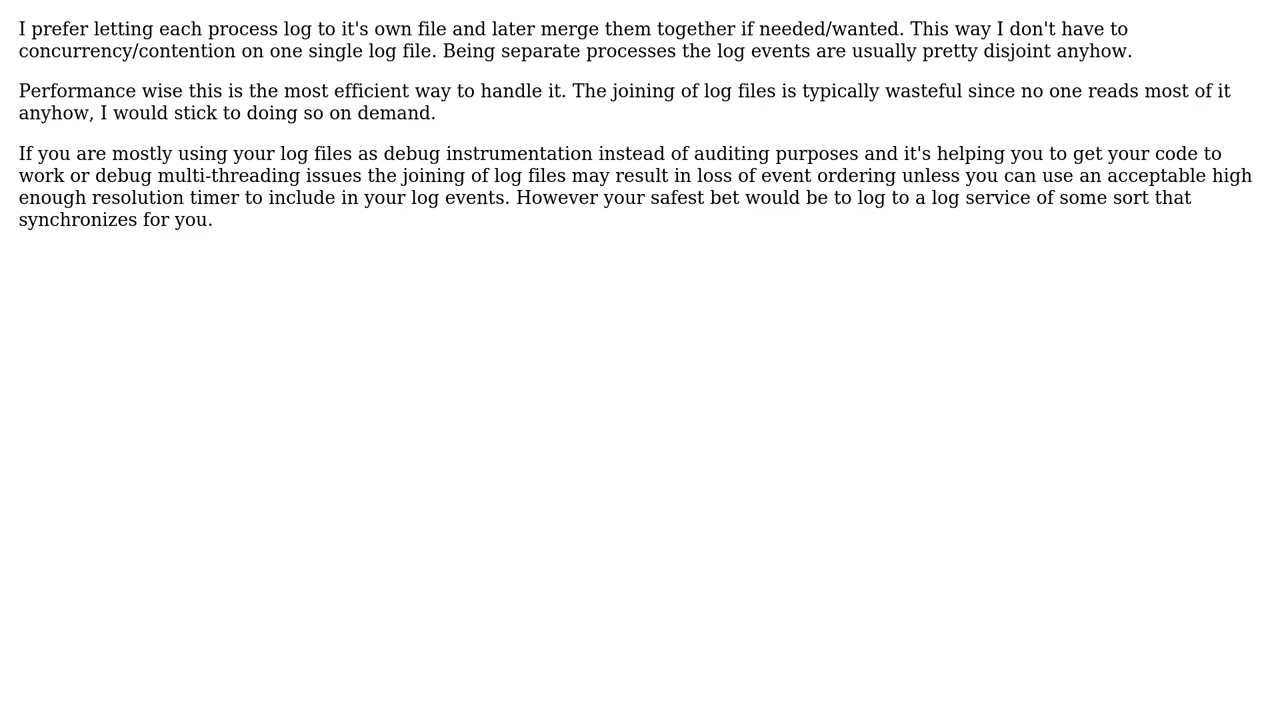 I prefer letting each process log to it's own file and later merge them together if needed/wanted. This way I don't have to
concurrency/contention on one single log file. Being separate processes the log events are usually pretty disjoint anyhow.
Performance wise this is the most efficient way to handle it. The joining of log files is typically wasteful since no one reads most of it
anyhow, I would stick to doing so on demand.
If you are mostly using your log files as debug instrumentation instead of auditing purposes and it's helping you to get your code to
work or debug multi-threading issues the joining of log files may result in loss of event ordering unless you can use an acceptable high
enough resolution timer to include in your log events. However your safest bet would be to log to a log service of some sort that
synchronizes for you.